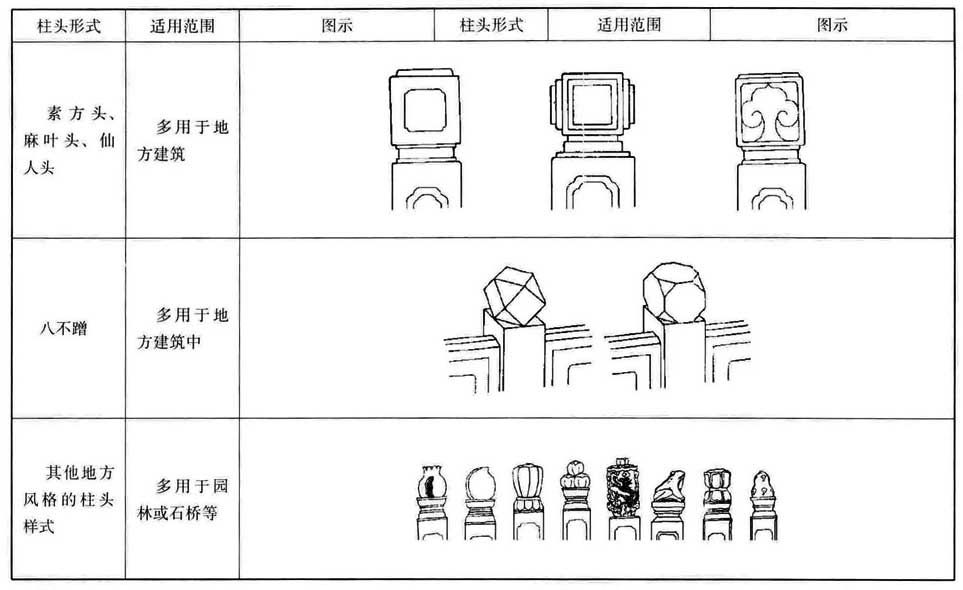 柱头形式 适用范围 图示 柱头形式 适用范围 图示
素方头、
麻叶头、仙
人头
多用于地
方建筑
八不蹭
多用于地
方建筑中
其他地方
风格的柱头
样式
多用于园
林或石桥等